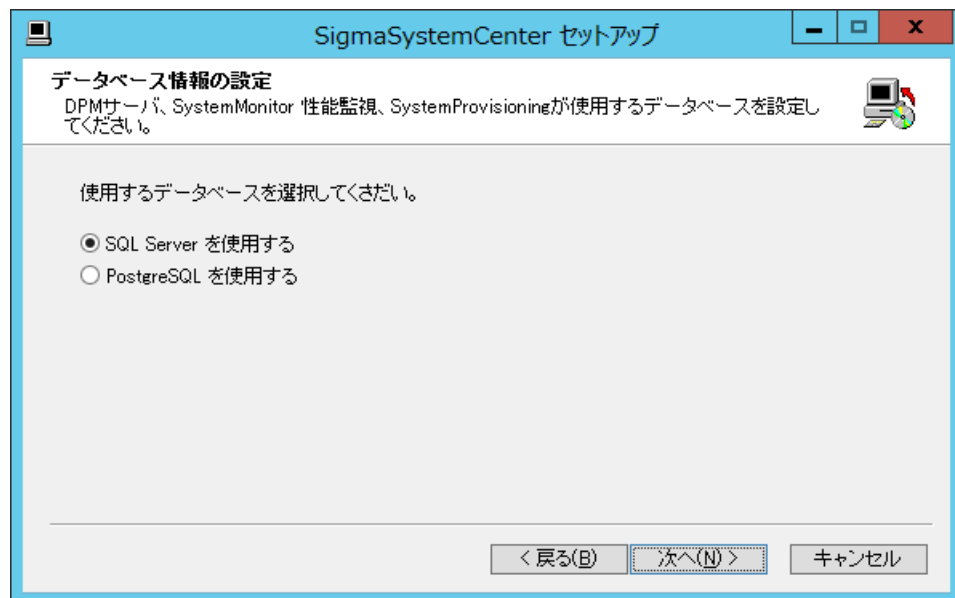 SigmaSystemCenter セットアップ
データベース情報の設定
DPMサーバ、SystemMonitor 性能監視、SystemProvisioningが使用するデータベースを設定し
てください。
使用するデータベースを選択してくさだい。
SQL Server を使用する
PostgreSQL を使用する
< 戻る(B)
次へ(N) >
キャンセル